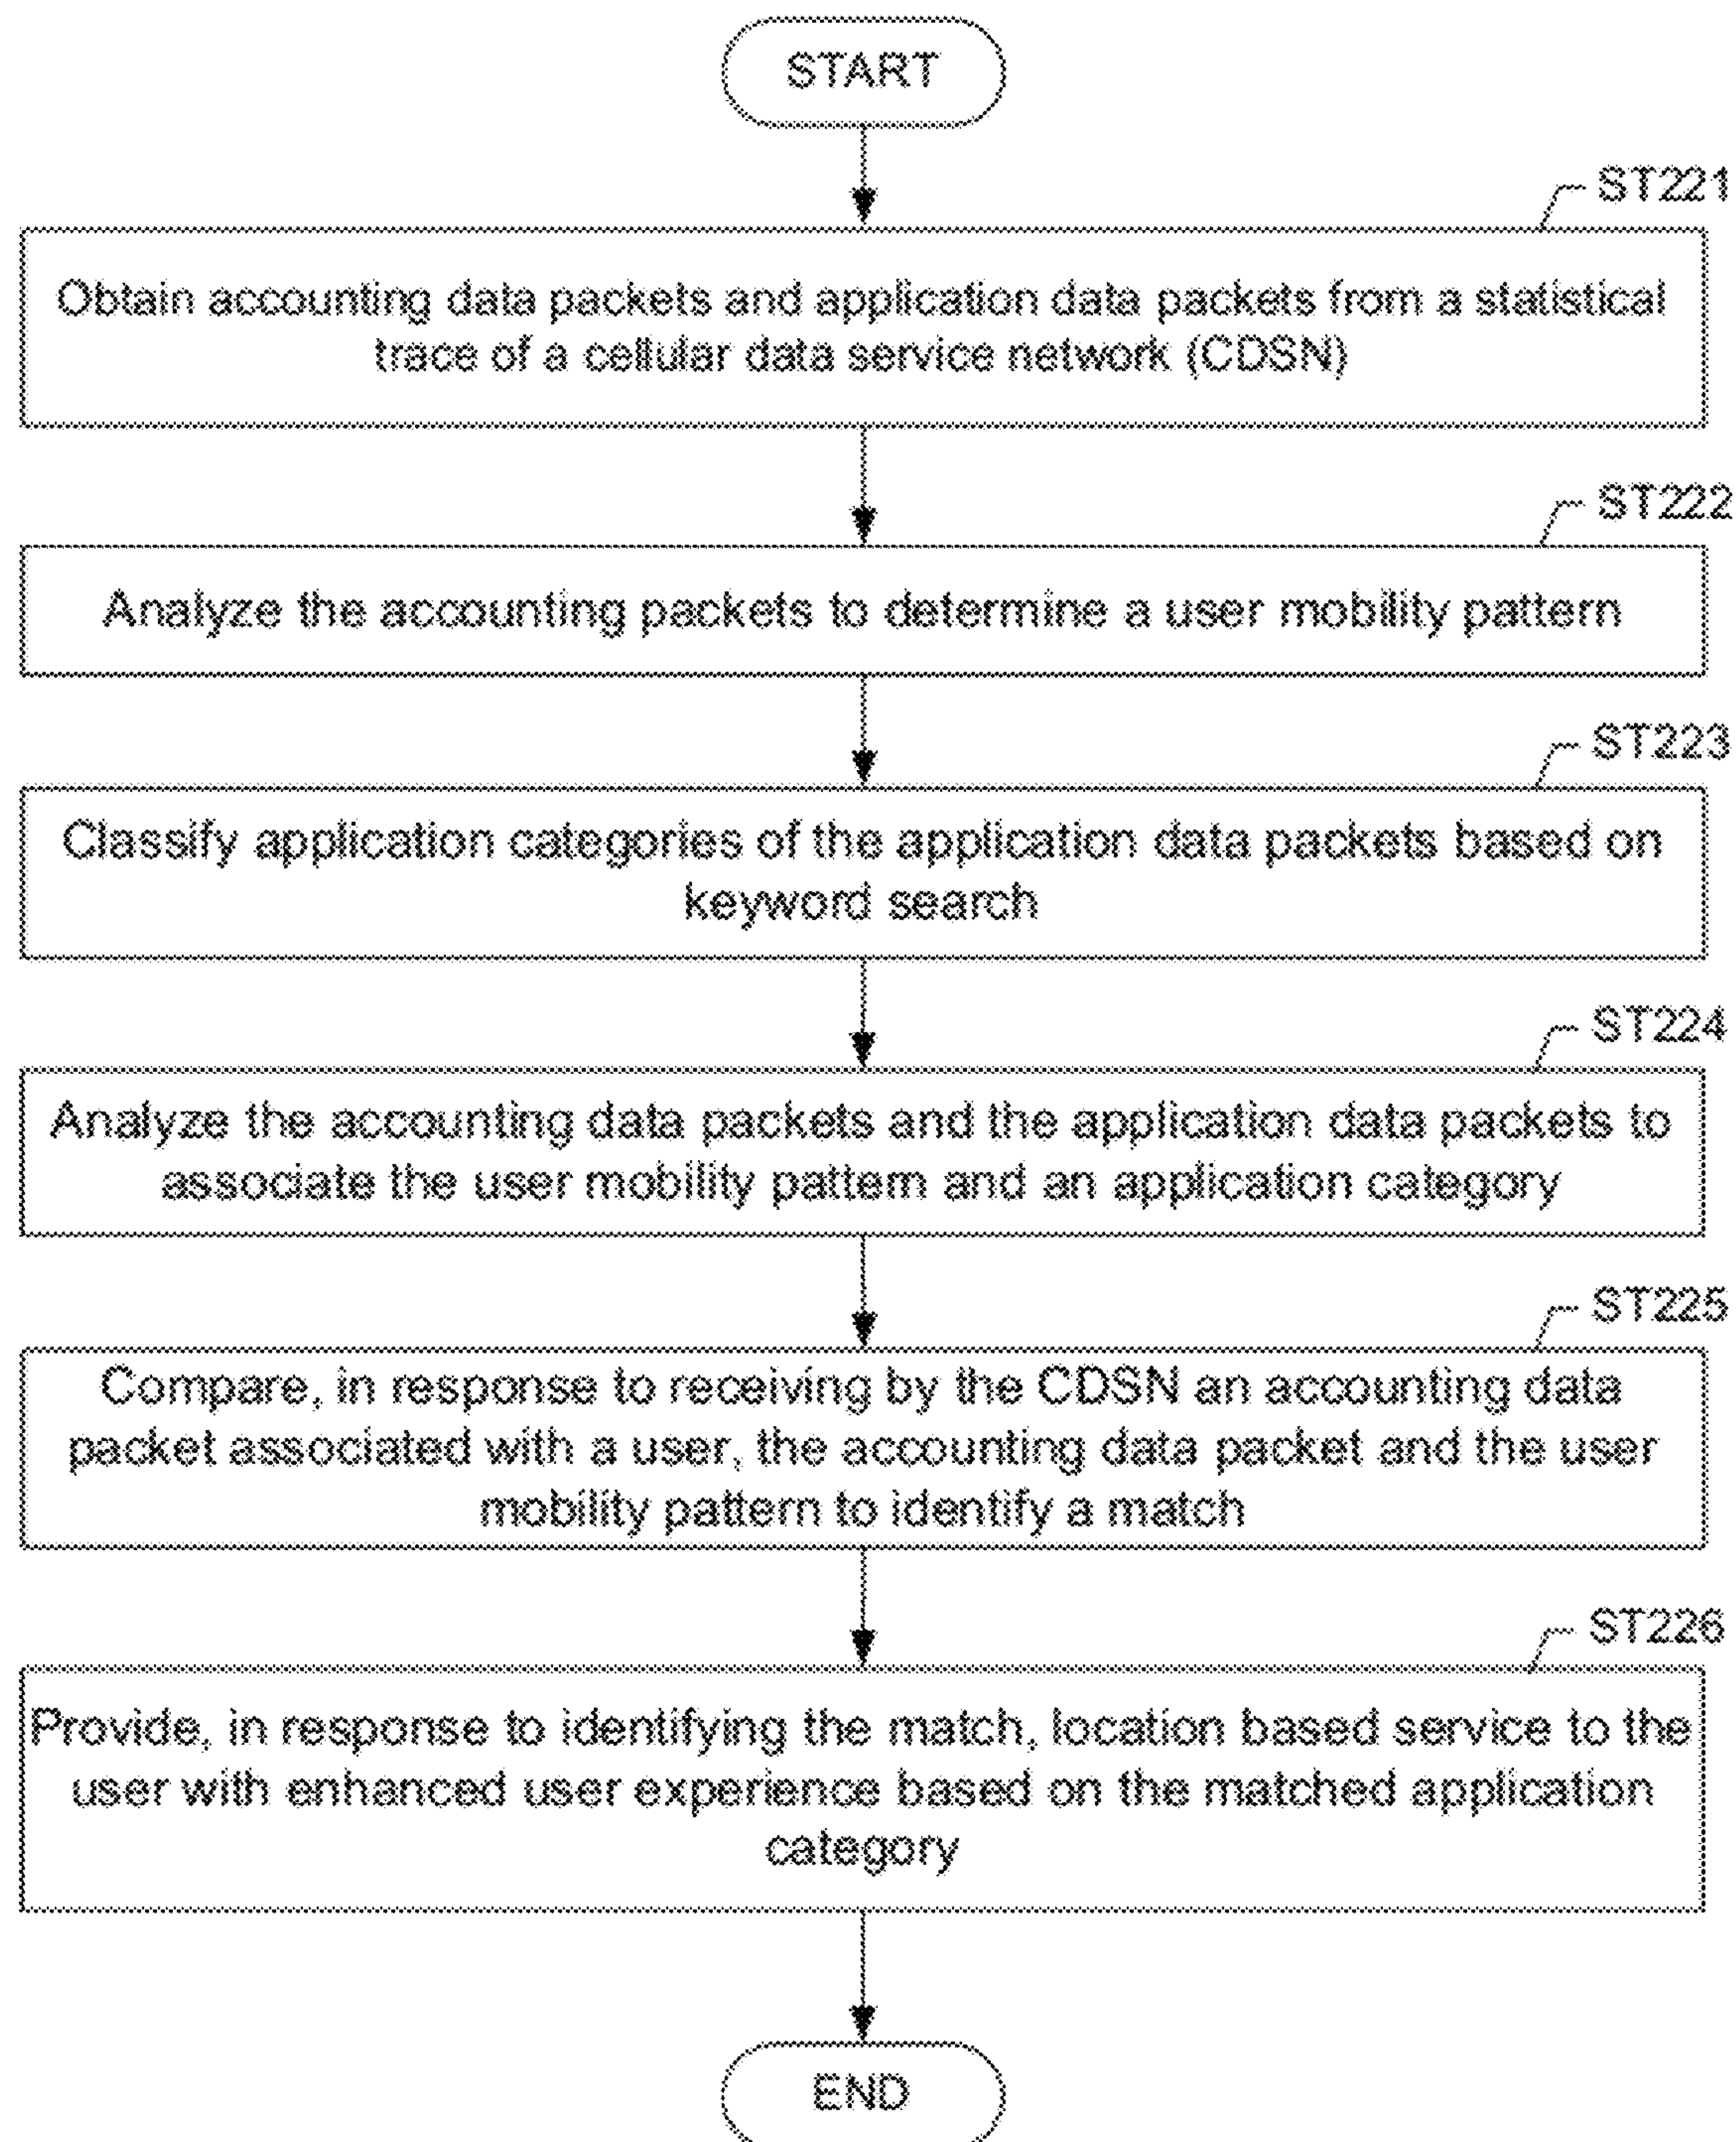 START
ST221
Obtain accounting data packets and application data packets from a statistical
trace of a cellular data service network (CDSN)
ST222
Analyze the accounting packets to determine a user mobility pattern
ST223
Classify application categories of the application data packets based on
keyword search
ST224
Analyze the accounting data packets and the application data packets to
associate the user mobility pattern and an application category
ST225
Compare, in response to receiving by the CDSN an accounting data
packet associated with a user, the accounting data packet and the user
mobility pattern to identify a match
ST226
Provide, in response to identifying the match, location based service to the
user with enhanced user experience based on the matched application
category
END